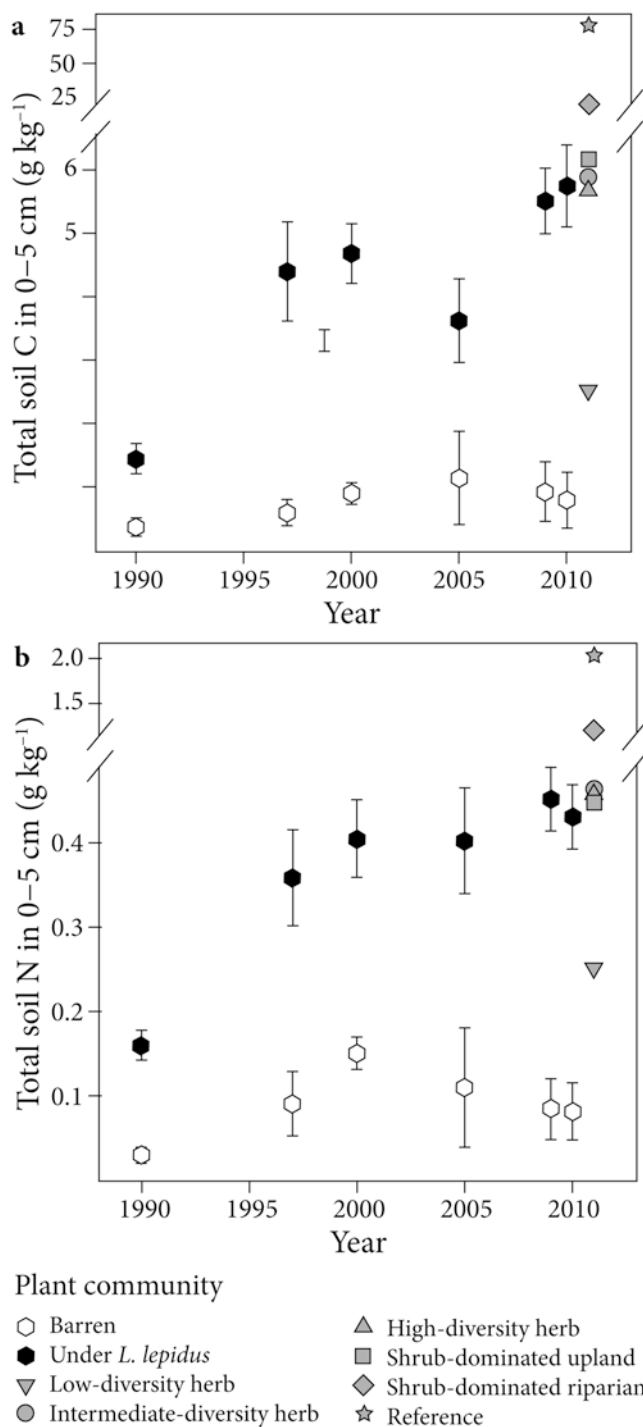 a
75
50
25
6
5
Total soil C in 0–5 cm (g kg⁻¹)
1990 1995 2000 2005 2010
Year
b
2.0
1.5
0.4
0.3
0.2
0.1
Total soil N in 0–5 cm (g kg⁻¹)
1990 1995 2000 2005 2010
Year
Plant community
Barren
Under L. lepidus
Low-diversity herb
Intermediate-diversity herb
High-diversity herb
Shrub-dominated upland
Shrub-dominated riparian
Reference